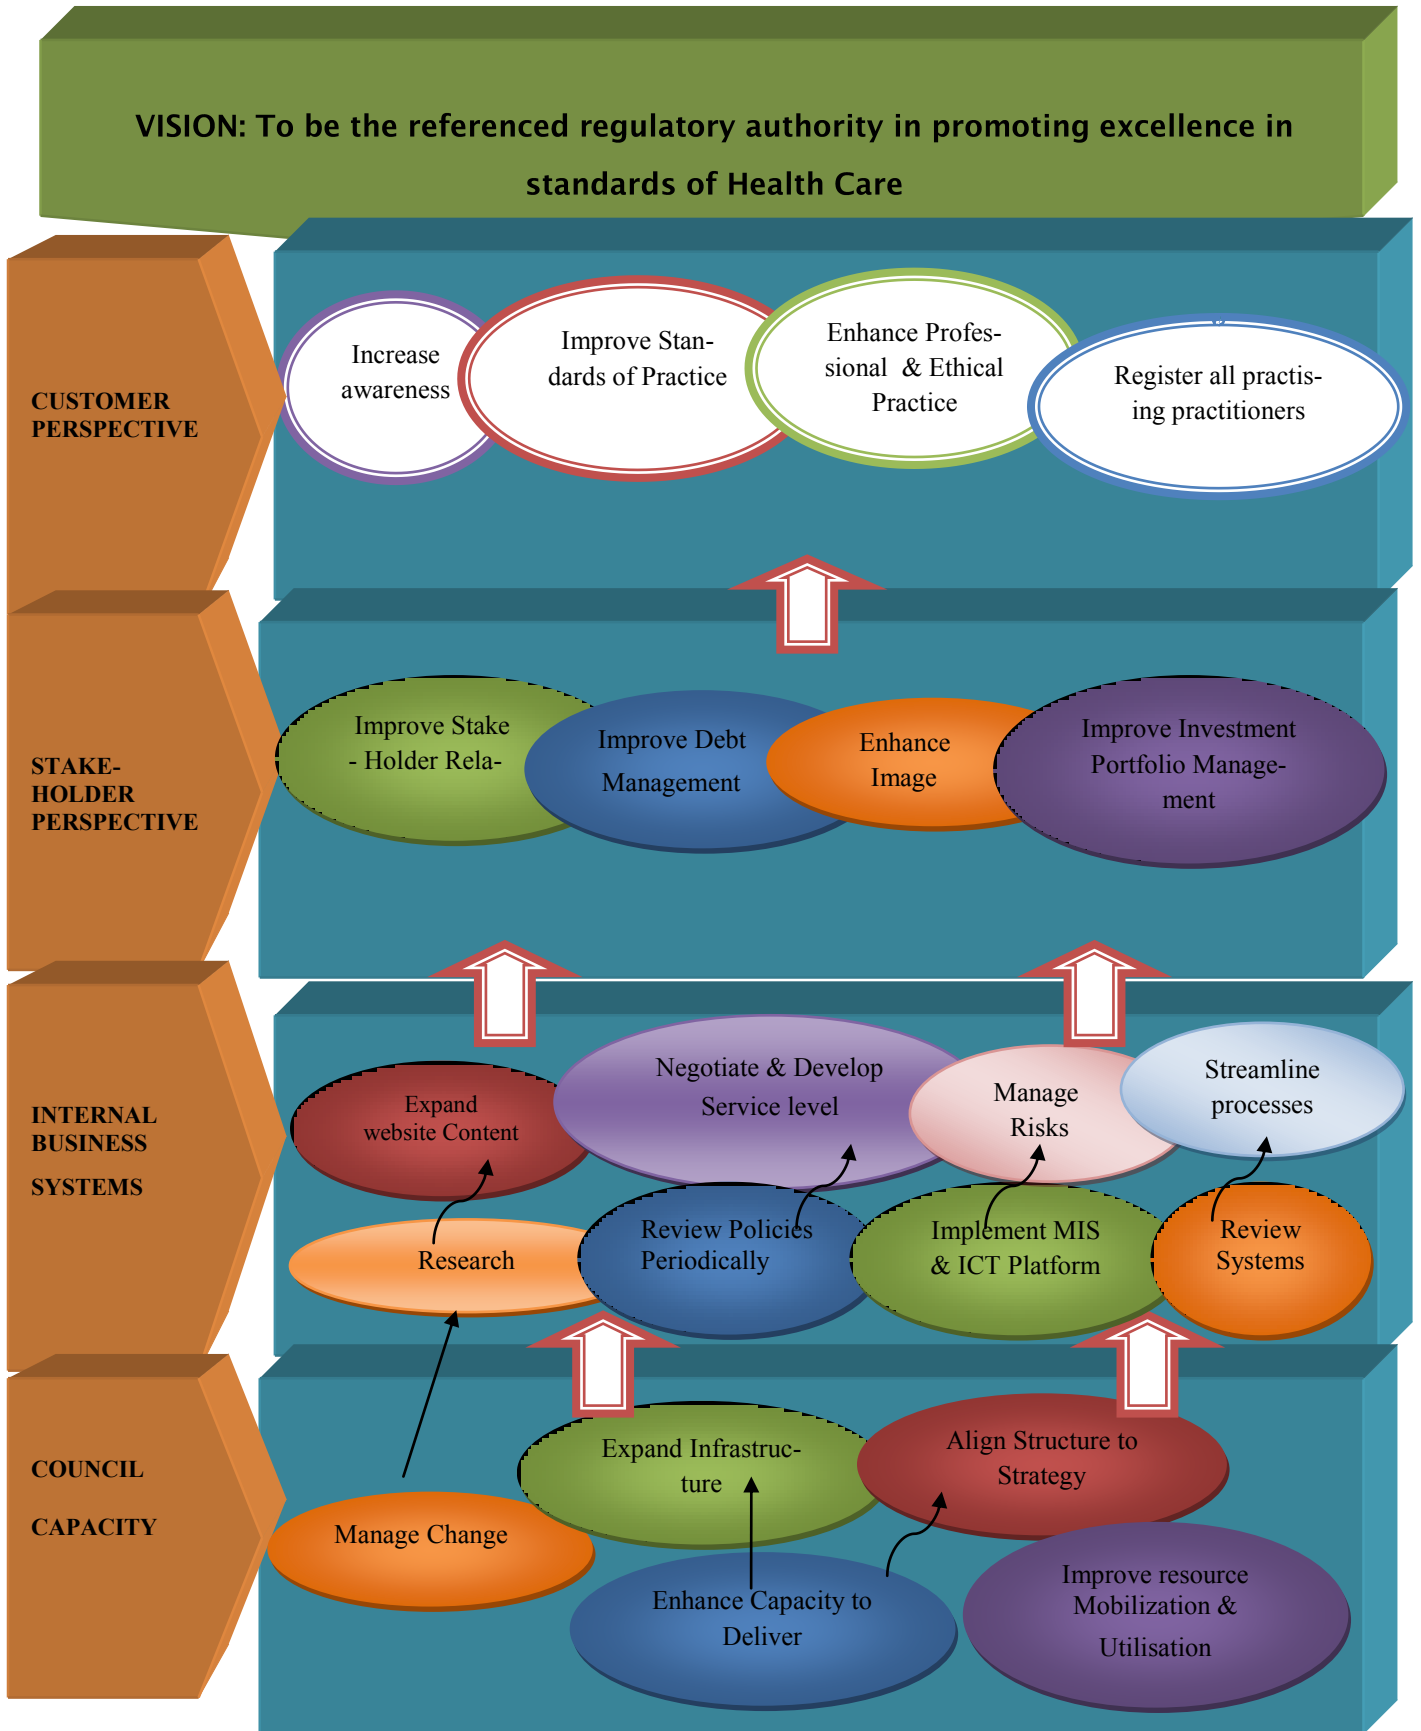 VISION: To be the referenced regulatory authority in promoting excellence in
standards of Health Care
CUSTOMER
PERSPECTIVE
Increase
awareness
Improve Stan-
dards of Practice
Enhance Profes-
sional & Ethical
Practice
Register all practis-
ing practitioners
STAKE-
HOLDER
PERSPECTIVE
Improve Stake
- Holder Rela-
Improve Debt
Management
Enhance
Image
Improve Investment
Portfolio Manage-
ment
INTERNAL
BUSINESS
SYSTEMS
Expand
website Content
Negotiate & Develop
Service level
Manage
Risks
Streamline
processes
Research
Review Policies
Periodically
Implement MIS
& ICT Platform
Review
Systems
COUNCIL
CAPACITY
Manage Change
Expand Infrastruc-
ture
Align Structure to
Strategy
Enhance Capacity to
Deliver
Improve resource
Mobilization &
Utilisation